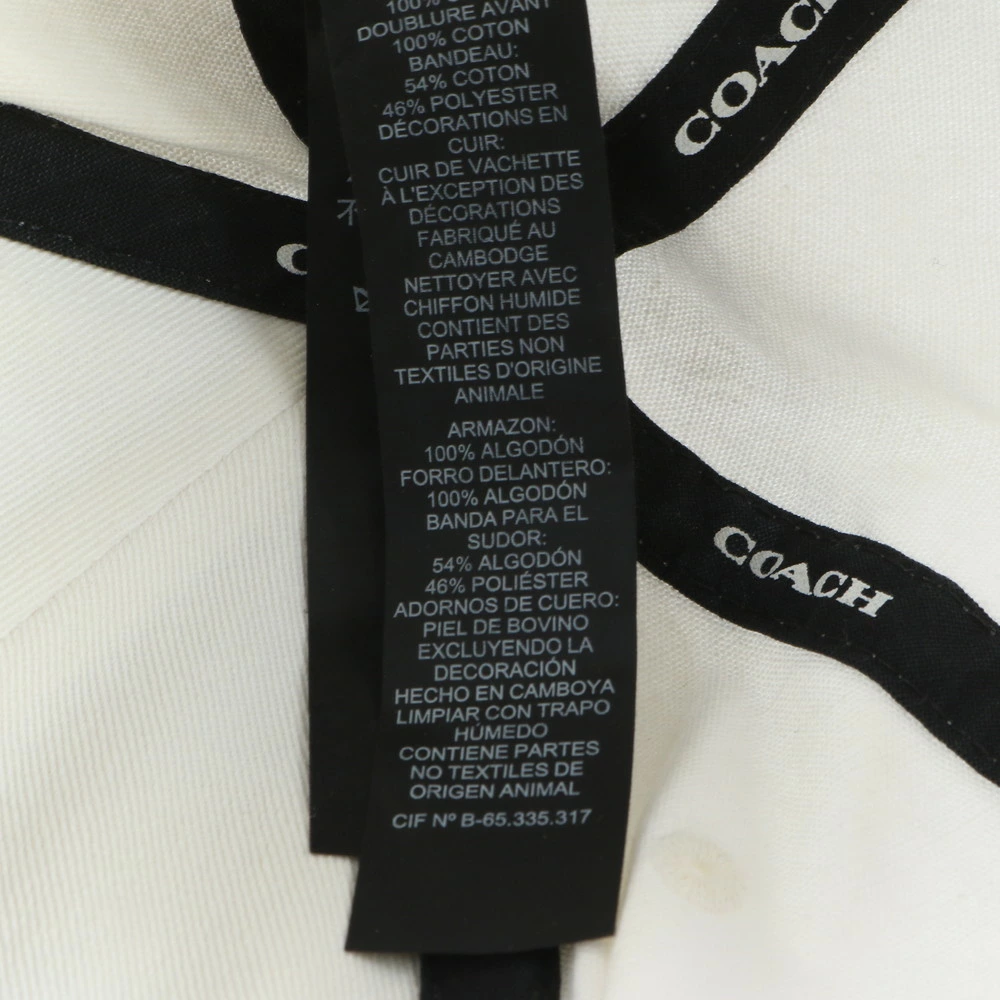 100%
DOUBLURE AVANT
100% COTON
BANDEAU:
54% COTON
46% POLYESTER
DÉCORATIONS EN
CUIR:
CUIR DE VACHETTE
À L'EXCEPTION DES
DÉCORATIONS
FABRIQUÉ AU
CAMBODGE
NETTOYER AVEC
CHIFFON HUMIDE
CONTIENT DES
PARTIES NON
TEXTILES D'ORIGINE
ANIMALE
ARMAZON:
100% ALGODÓN
FORRO DELANTERO:
100% ALGODÓN
BANDA PARA EL
SUDOR:
54% ALGODÓN
46% POLIÉSTER
ADORNOS DE CUERO:
PIEL DE BOVINO
EXCLUYENDO LA
DECORACIÓN
HECHO EN CAMBOYA
LIMPIAR CON TRAPO
HÚMEDO
CONTIENE PARTES
NO TEXTILES DE
ORIGEN ANIMAL
CIF Nº B-65.335.317
COACH
C
COACH